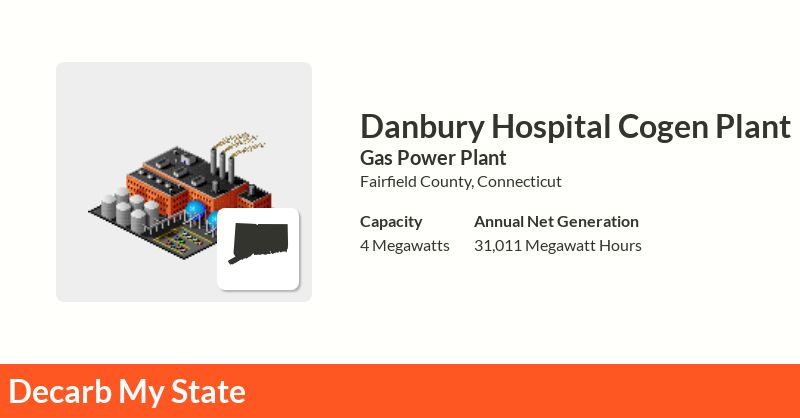 Danbury Hospital Cogen Plant
Gas Power Plant
Fairfield County, Connecticut
Capacity
4 Megawatts
Annual Net Generation
31,011 Megawatt Hours
Decarb My State